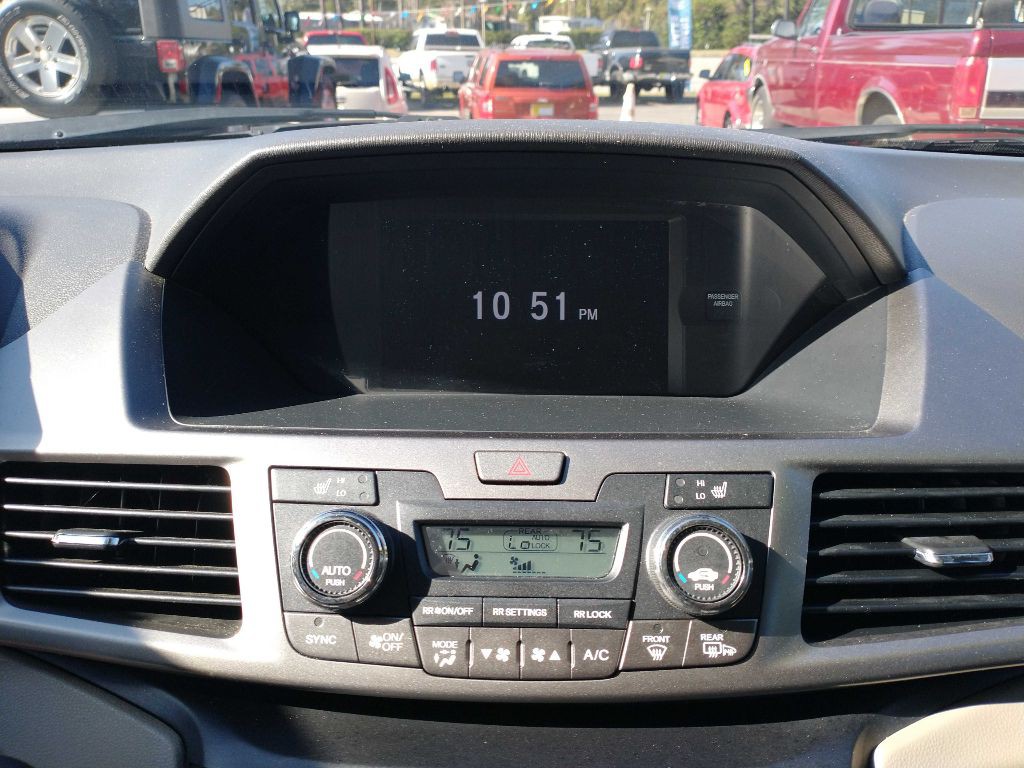 10 51 PM
PASSENGER
AIRBAG
HI
LO
HI
LO
75
REAR
Lo AUTO
LOCK
75
AUTO
PUSH
PUSH
RR ON/OFF
RR SETTINGS
RR LOCK
SYNC
ON/
OFF
MODE
A/C
FRONT
REAR